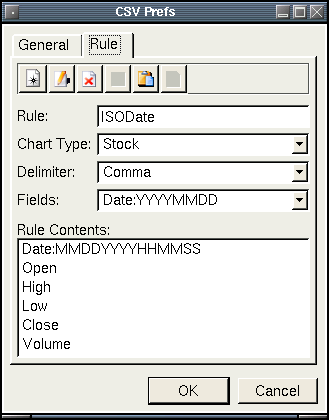 CSV Prefs
General Rule
Rule: ISODate
Chart Type: Stock
Delimiter: Comma
Fields: Date:YYYYMMDD
Rule Contents:
Date:MMDDYYYYHHMMSS
Open
High
Low
Close
Volume
OK Cancel